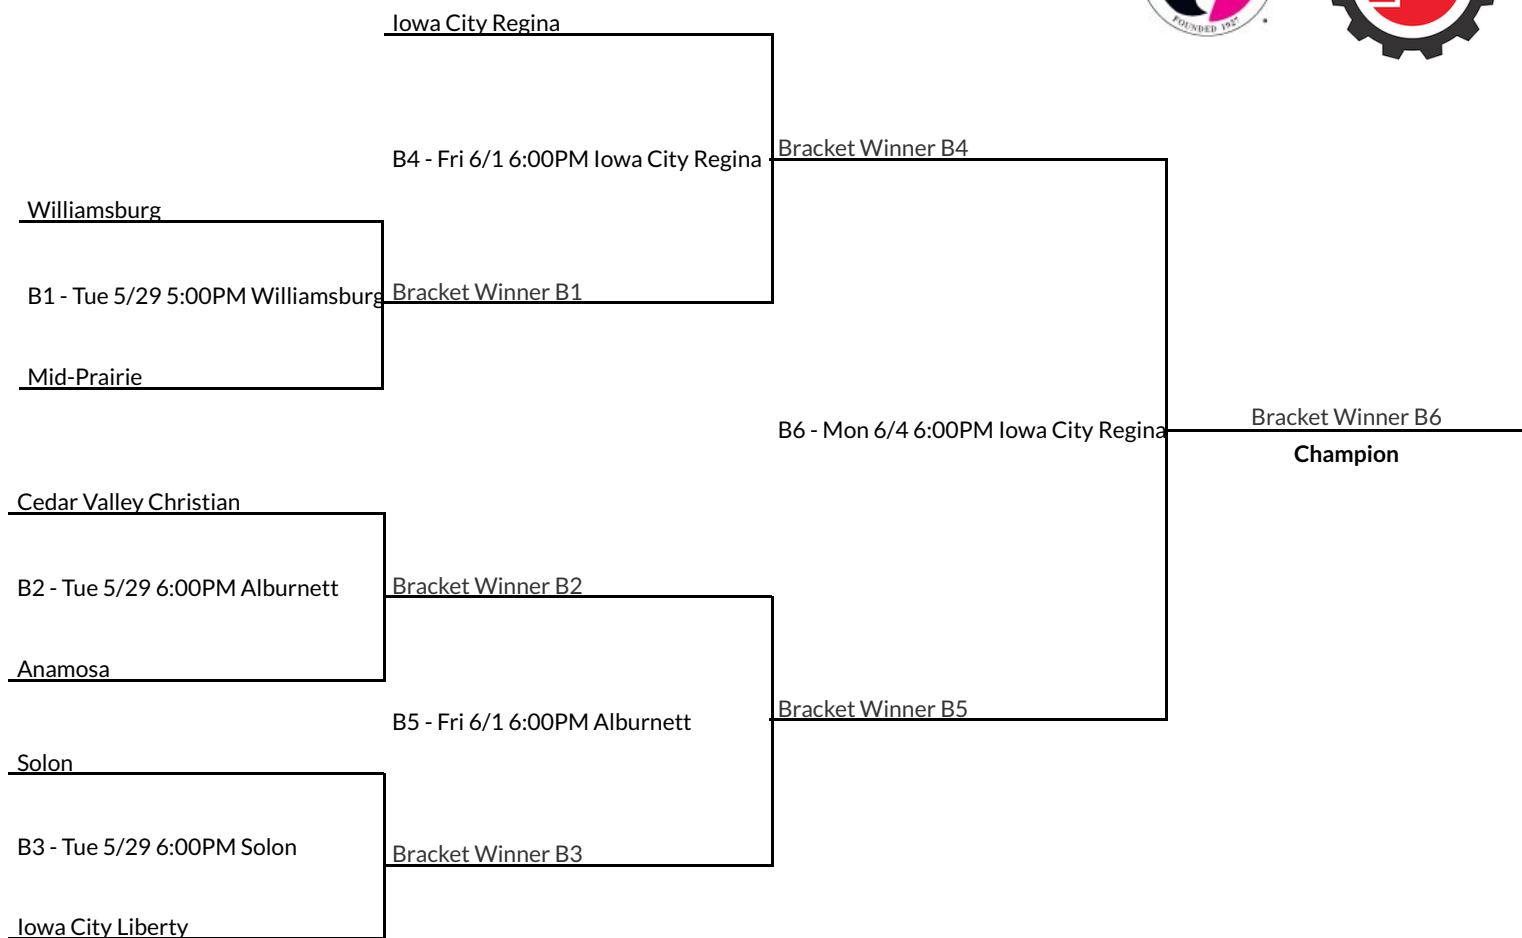 Iowa City Regina
FOUNDED 1927
B4 - Fri 6/1 6:00PM Iowa City Regina
Bracket Winner B4
Williamsburg
B1 - Tue 5/29 5:00PM Williamsburg
Bracket Winner B1
Mid-Prairie
B6 - Mon 6/4 6:00PM Iowa City Regina
Bracket Winner B6
Champion
Cedar Valley Christian
B2 - Tue 5/29 6:00PM Alburnett
Bracket Winner B2
Anamosa
B5 - Fri 6/1 6:00PM Alburnett
Bracket Winner B5
Solon
B3 - Tue 5/29 6:00PM Solon
Bracket Winner B3
Iowa City Liberty